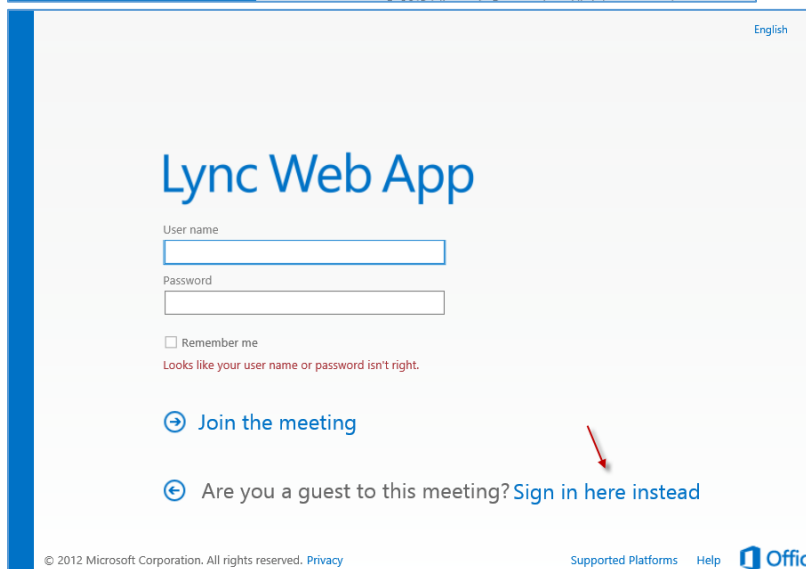 English
Lync Web App
User name
Password
Remember me
Looks like your user name or password isn't right.
Join the meeting
Are you a guest to this meeting? Sign in here instead
© 2012 Microsoft Corporation. All rights reserved. Privacy Supported Platforms Help Offic